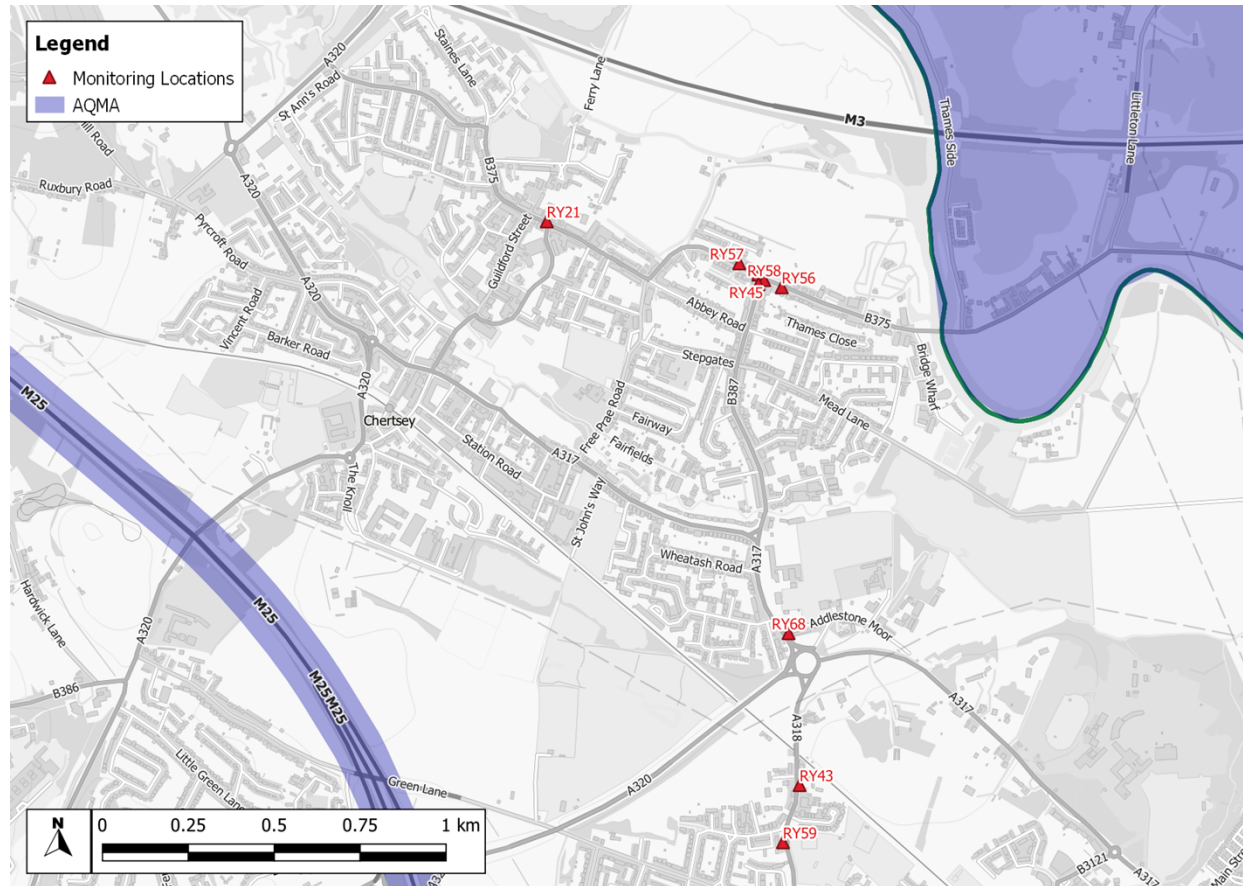 Legend
Monitoring Locations
AQMA
A320
Staines Lane
St Ann's Road
Ferry Lane
M3
Thames Side
Littleton Lane
Ruxbury Road
A320
B375
RY21
Guildford Street
Pyrcroft Road
A320
RY57
RY58
RY56
RY45
Abbey Road
Thames Close
B375
Vincent Road
Barker Road
Stepgates
Bridge Wharf
B387
Mead Lane
M25
A320
Chertsey
Free Prae Road
Fairway
Fairfields
Station Road
A317
The Knoll
St John's Way
Wheatash Road
A317
Hardwick Lane
A320
M25
RY68
Addlestone Moor
B386
M25
M25
A317
A318
Little Green Lane
Green Lane
A320
RY43
RY59
B3121
A317
N
0 0.25 0.5 0.75 1 km